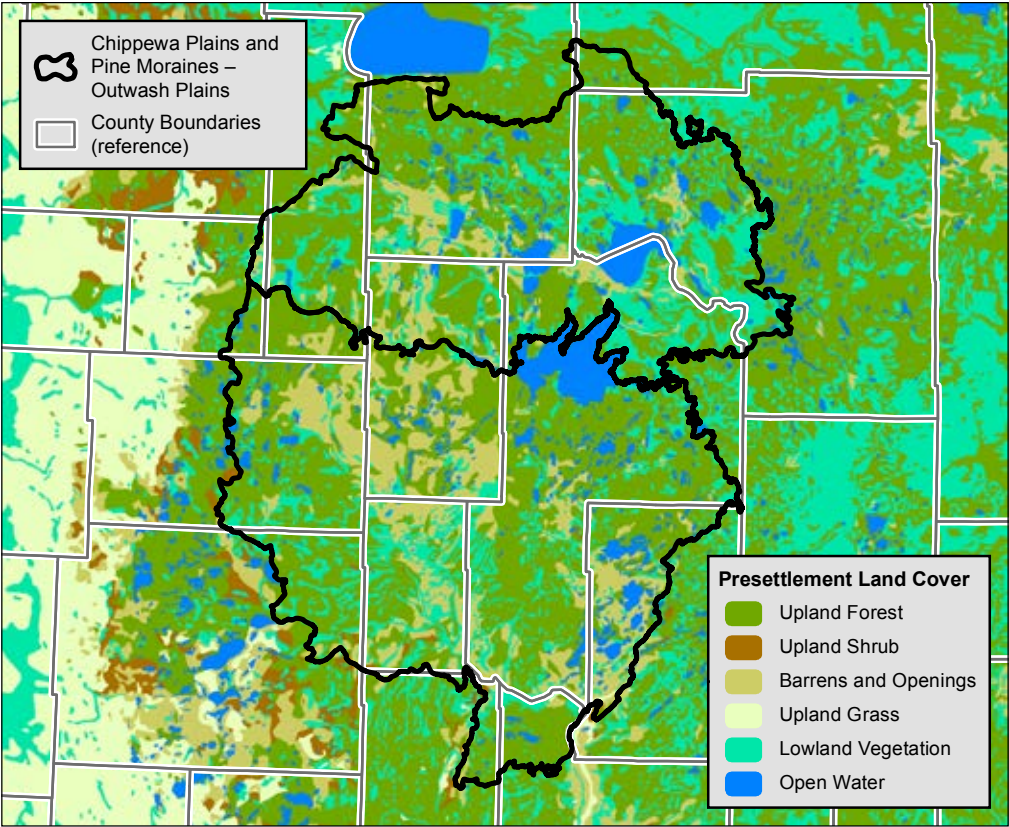 Chippewa Plains and
Pine Moraines –
Outwash Plains
County Boundaries
(reference)
Presettlement Land Cover
Upland Forest
Upland Shrub
Barrens and Openings
Upland Grass
Lowland Vegetation
Open Water